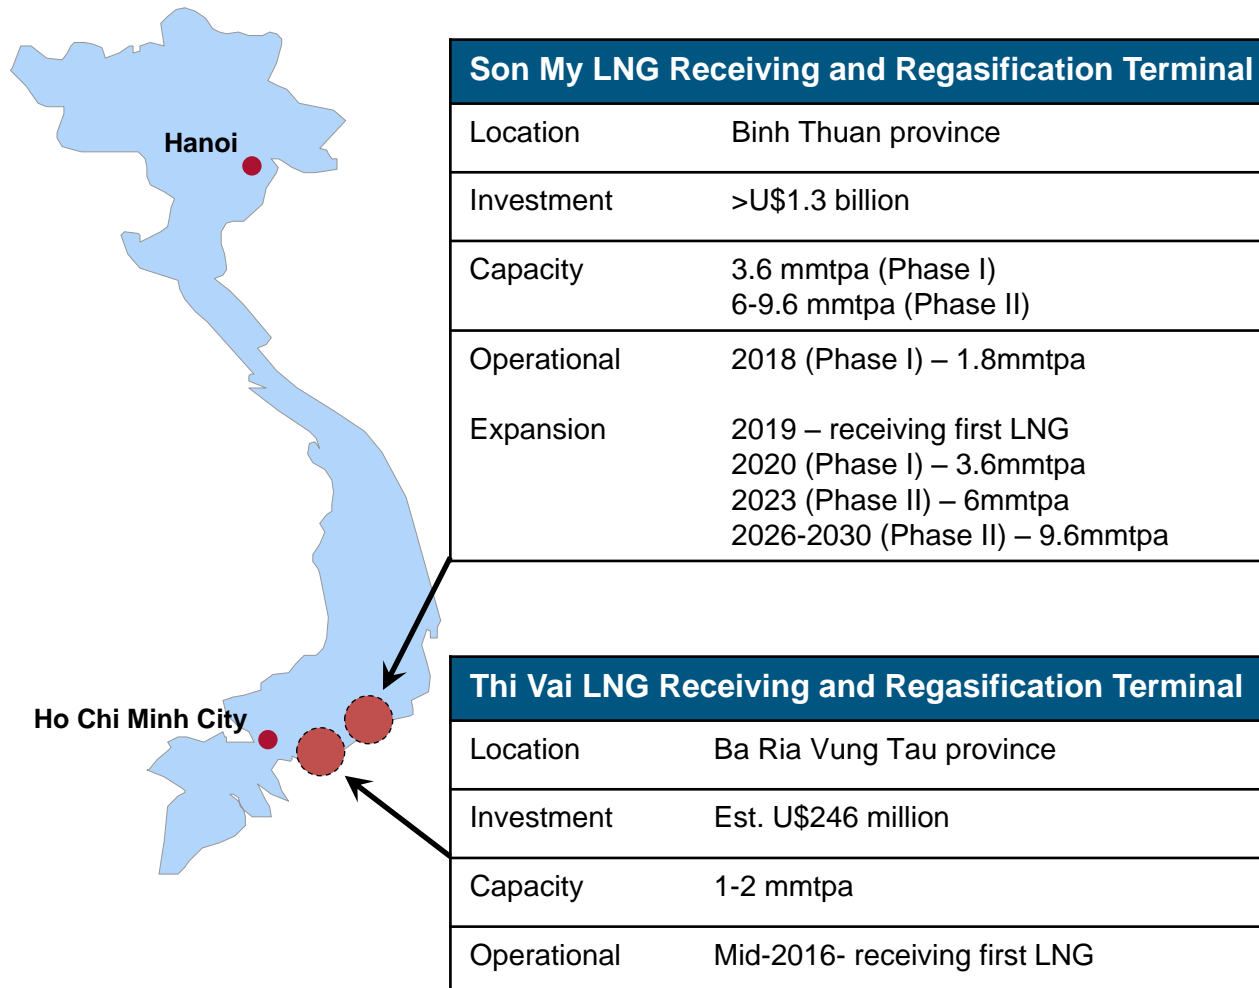 Hanoi
Ho Chi Minh City
Son My LNG Receiving and Regasification Terminal
Location Binh Thuan province
Investment >U$1.3 billion
Capacity 3.6 mmtpa (Phase I)
6-9.6 mmtpa (Phase II)
Operational 2018 (Phase I) – 1.8mmtpa
Expansion 2019 – receiving first LNG
2020 (Phase I) – 3.6mmtpa
2023 (Phase II) – 6mmtpa
2026-2030 (Phase II) – 9.6mmtpa
Thi Vai LNG Receiving and Regasification Terminal
Location Ba Ria Vung Tau province
Investment Est. U$246 million
Capacity 1-2 mmtpa
Operational Mid-2016- receiving first LNG